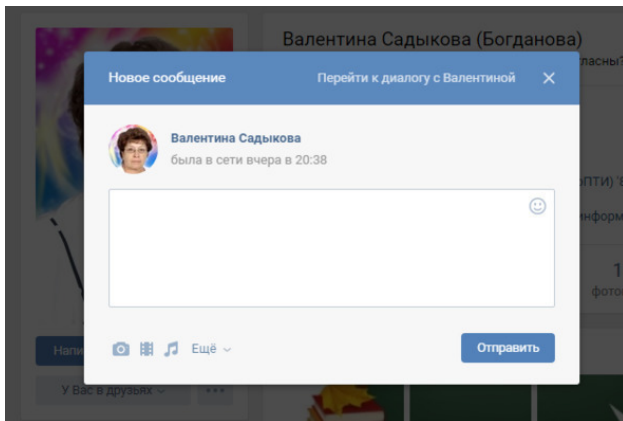 Валентина Садыкова (Богданова)
Новое сообщение
Перейти к диалогу с Валентиной
Валентина Садыкова
была в сети вчера в 20:38
Ещё
Отправить
У Вас в друзьях